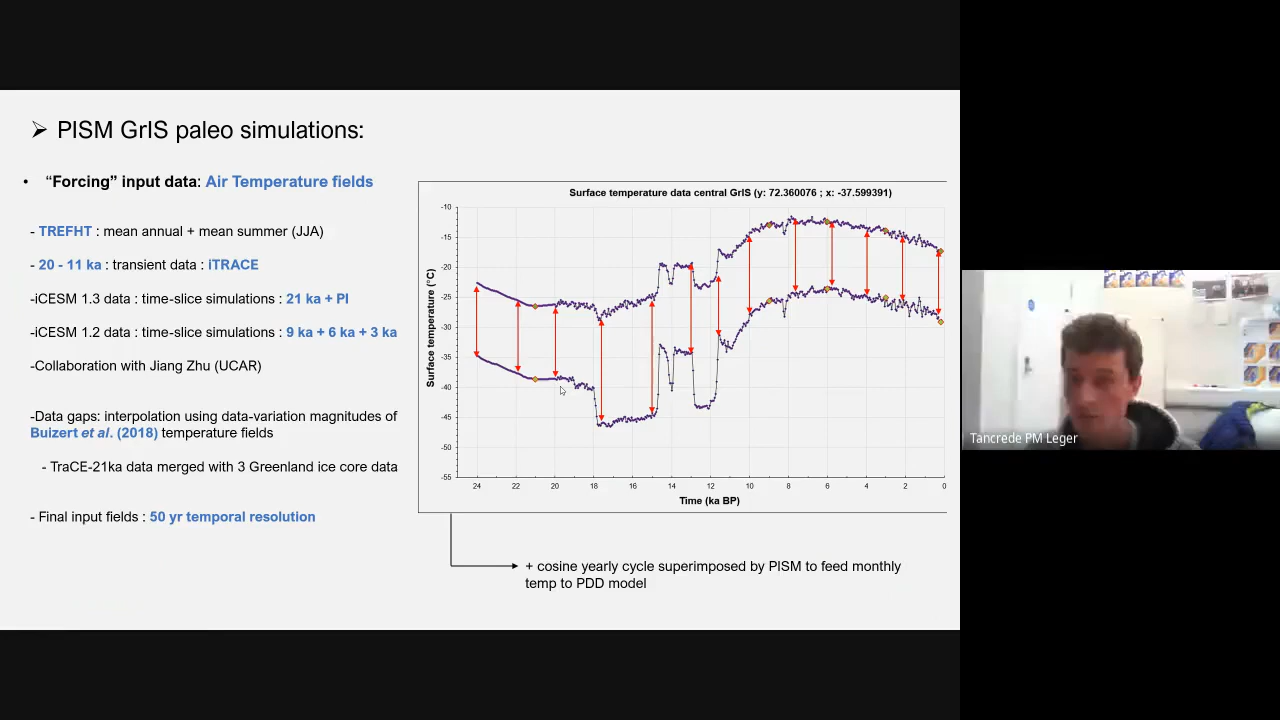 ➢ PISM GrIS paleo simulations:
• “Forcing” input data: Air Temperature fields
- TREFHT : mean annual + mean summer (JJA)
- 20 - 11 ka : transient data : iTRACE
-iCESM 1.3 data : time-slice simulations : 21 ka + PI
-iCESM 1.2 data : time-slice simulations : 9 ka + 6 ka + 3 ka
-Collaboration with Jiang Zhu (UCAR)
-Data gaps: interpolation using data-variation magnitudes of
Buizert et al. (2018) temperature fields
- TraCE-21ka data merged with 3 Greenland ice core data
- Final input fields : 50 yr temporal resolution
Surface temperature data central GrIS (y: 72.360076 ; x: -37.599391)
Surface temperature (°C)
-10
-15
-20
-25
-30
-35
-40
-45
-50
-55
24 22 20 18 16 14 12 10 8 6 4 2 0
Time (ka BP)
+ cosine yearly cycle superimposed by PISM to feed monthly
temp to PDD model
Tancrede PM Leger